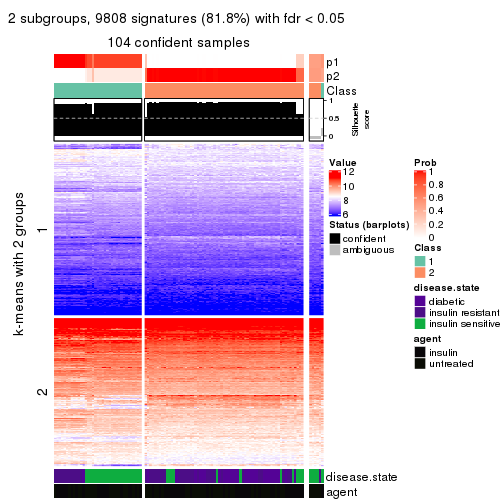 2 subgroups, 9808 signatures (81.8%) with fdr < 0.05
104 confident samples
p1
p2
Class
1
0.5
0
Silhouette
score
k-means with 2 groups
1
2
Value
12
10
8
6
Status (barplots)
confident
ambiguous
Prob
0.8
0.6
0.4
0.2
0
Class
1
2
disease.state
diabetic
insulin resistant
insulin sensitive
agent
insulin
untreated
disease.state
agent